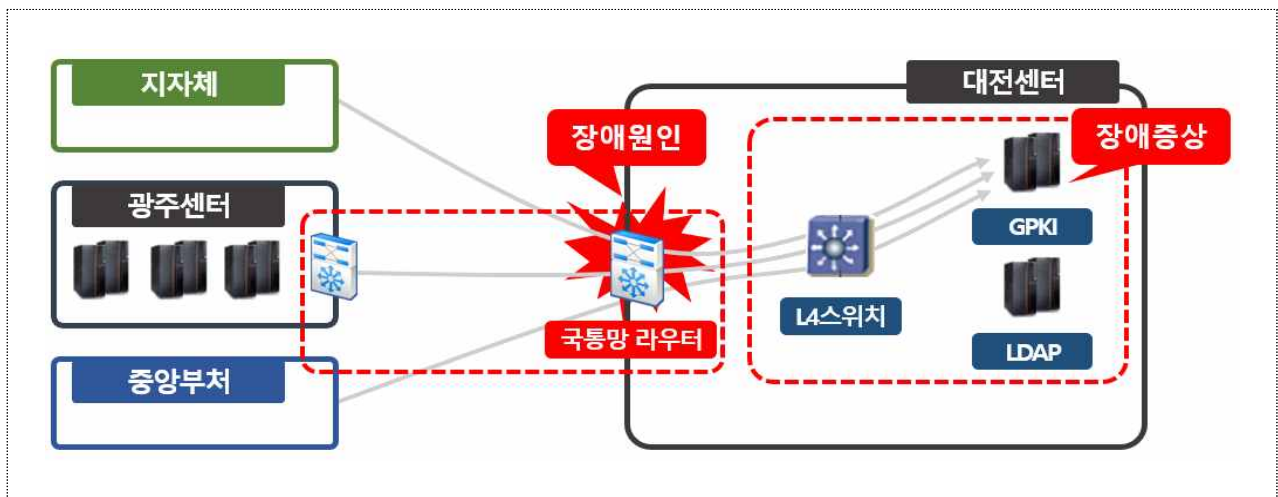 지자체
대전센터
장애원인
장애증상
광주센터
GPKI
L4스위치
국통망 라우터
LDAP
중앙부처